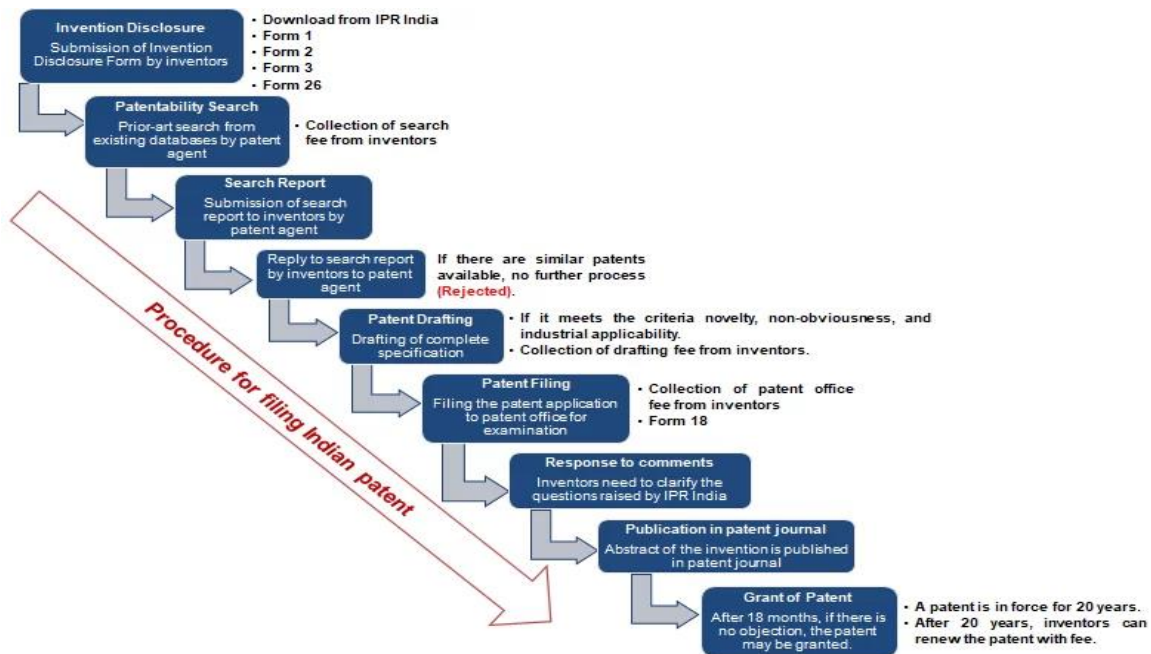 Invention Disclosure
Submission of Invention
Disclosure Form by inventors
• Download from IPR India
• Form 1
• Form 2
• Form 3
• Form 26
Patentability Search
Prior-art search from
existing databases by patent
agent
• Collection of search
fee from inventors
Search Report
Submission of search
report to inventors by
patent agent
Reply to search report
by inventors to patent
agent
If there are similar patents
available, no further process
(Rejected).
Patent Drafting
Drafting of complete
specification
• If it meets the criteria novelty, non-obviousness, and
industrial applicability.
• Collection of drafting fee from inventors.
Patent Filing
Filing the patent application
to patent office for
examination
• Collection of patent office
fee from inventors
• Form 18
Response to comments
Inventors need to clarify the
questions raised by IPR India
Publication in patent journal
Abstract of the invention is published
in patent journal
Grant of Patent
After 18 months, if there is
no objection, the patent
may be granted.
• A patent is in force for 20 years.
• After 20 years, inventors can
renew the patent with fee.
Procedure for filing Indian patent